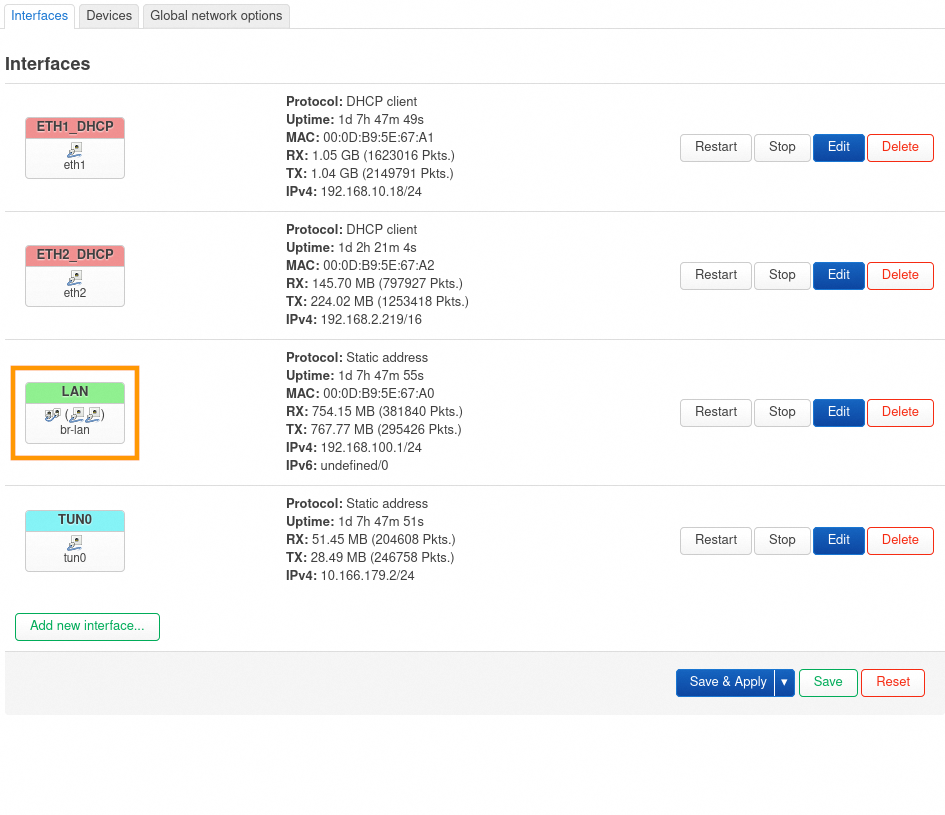 Interfaces Devices Global network options
Interfaces
ETH1_DHCP
eth1
Protocol: DHCP client
Uptime: 1d 7h 47m 49s
MAC: 00:0D:B9:5E:67:A1
RX: 1.05 GB (1623016 Pkts.)
TX: 1.04 GB (2149791 Pkts.)
IPv4: 192.168.10.18/24
Restart Stop Edit Delete
ETH2_DHCP
eth2
Protocol: DHCP client
Uptime: 1d 2h 21m 4s
MAC: 00:0D:B9:5E:67:A2
RX: 145.70 MB (797927 Pkts.)
TX: 224.02 MB (1253418 Pkts.)
IPv4: 192.168.2.219/16
Restart Stop Edit Delete
LAN
( )
br-lan
Protocol: Static address
Uptime: 1d 7h 47m 55s
MAC: 00:0D:B9:5E:67:A0
RX: 754.15 MB (381840 Pkts.)
TX: 767.77 MB (295426 Pkts.)
IPv4: 192.168.100.1/24
IPv6: undefined/0
Restart Stop Edit Delete
TUN0
tun0
Protocol: Static address
Uptime: 1d 7h 47m 51s
RX: 51.45 MB (204608 Pkts.)
TX: 28.49 MB (246758 Pkts.)
IPv4: 10.166.179.2/24
Restart Stop Edit Delete
Add new interface...
Save & Apply ▾ Save Reset